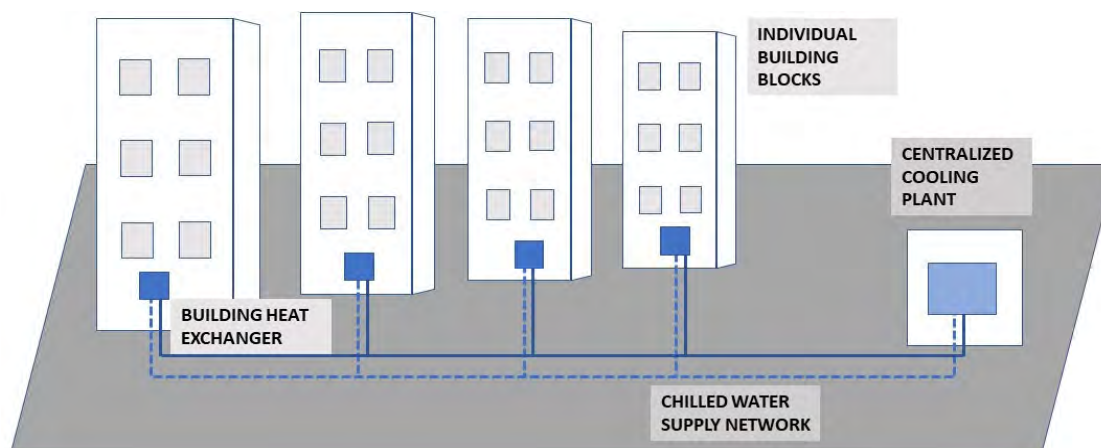 INDIVIDUAL
BUILDING
BLOCKS
CENTRALIZED
COOLING
PLANT
BUILDING HEAT
EXCHANGER
CHILLED WATER
SUPPLY NETWORK